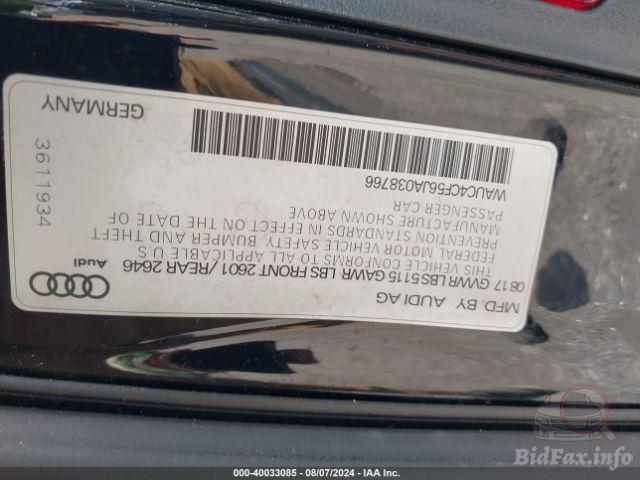 MFD. BY AUDI AG
08 17 GVWR LBS 5115 GAWR LBS FRONT 2601 / REAR 2646
THIS VEHICLE CONFORMS TO ALL APPLICABLE U S
FEDERAL MOTOR VEHICLE SAFETY, BUMPER AND THEFT
PREVENTION STANDARDS IN EFFECT ON THE DATE OF
MANUFACTURE SHOWN ABOVE
PASSENGER CAR
WAUC4CF56JA038766
Audi
3611934
GERMANY
BidFax.info
000-40033085 - 08/07/2024 - IAA Inc.